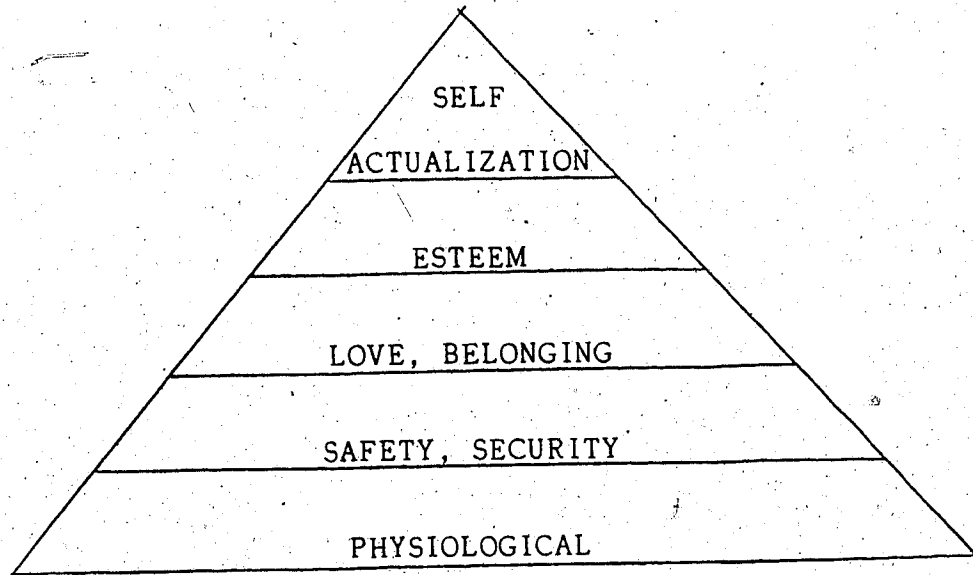 SELF
ACTUALIZATION
ESTEEM
LOVE, BELONGING
SAFETY, SECURITY
PHYSIOLOGICAL